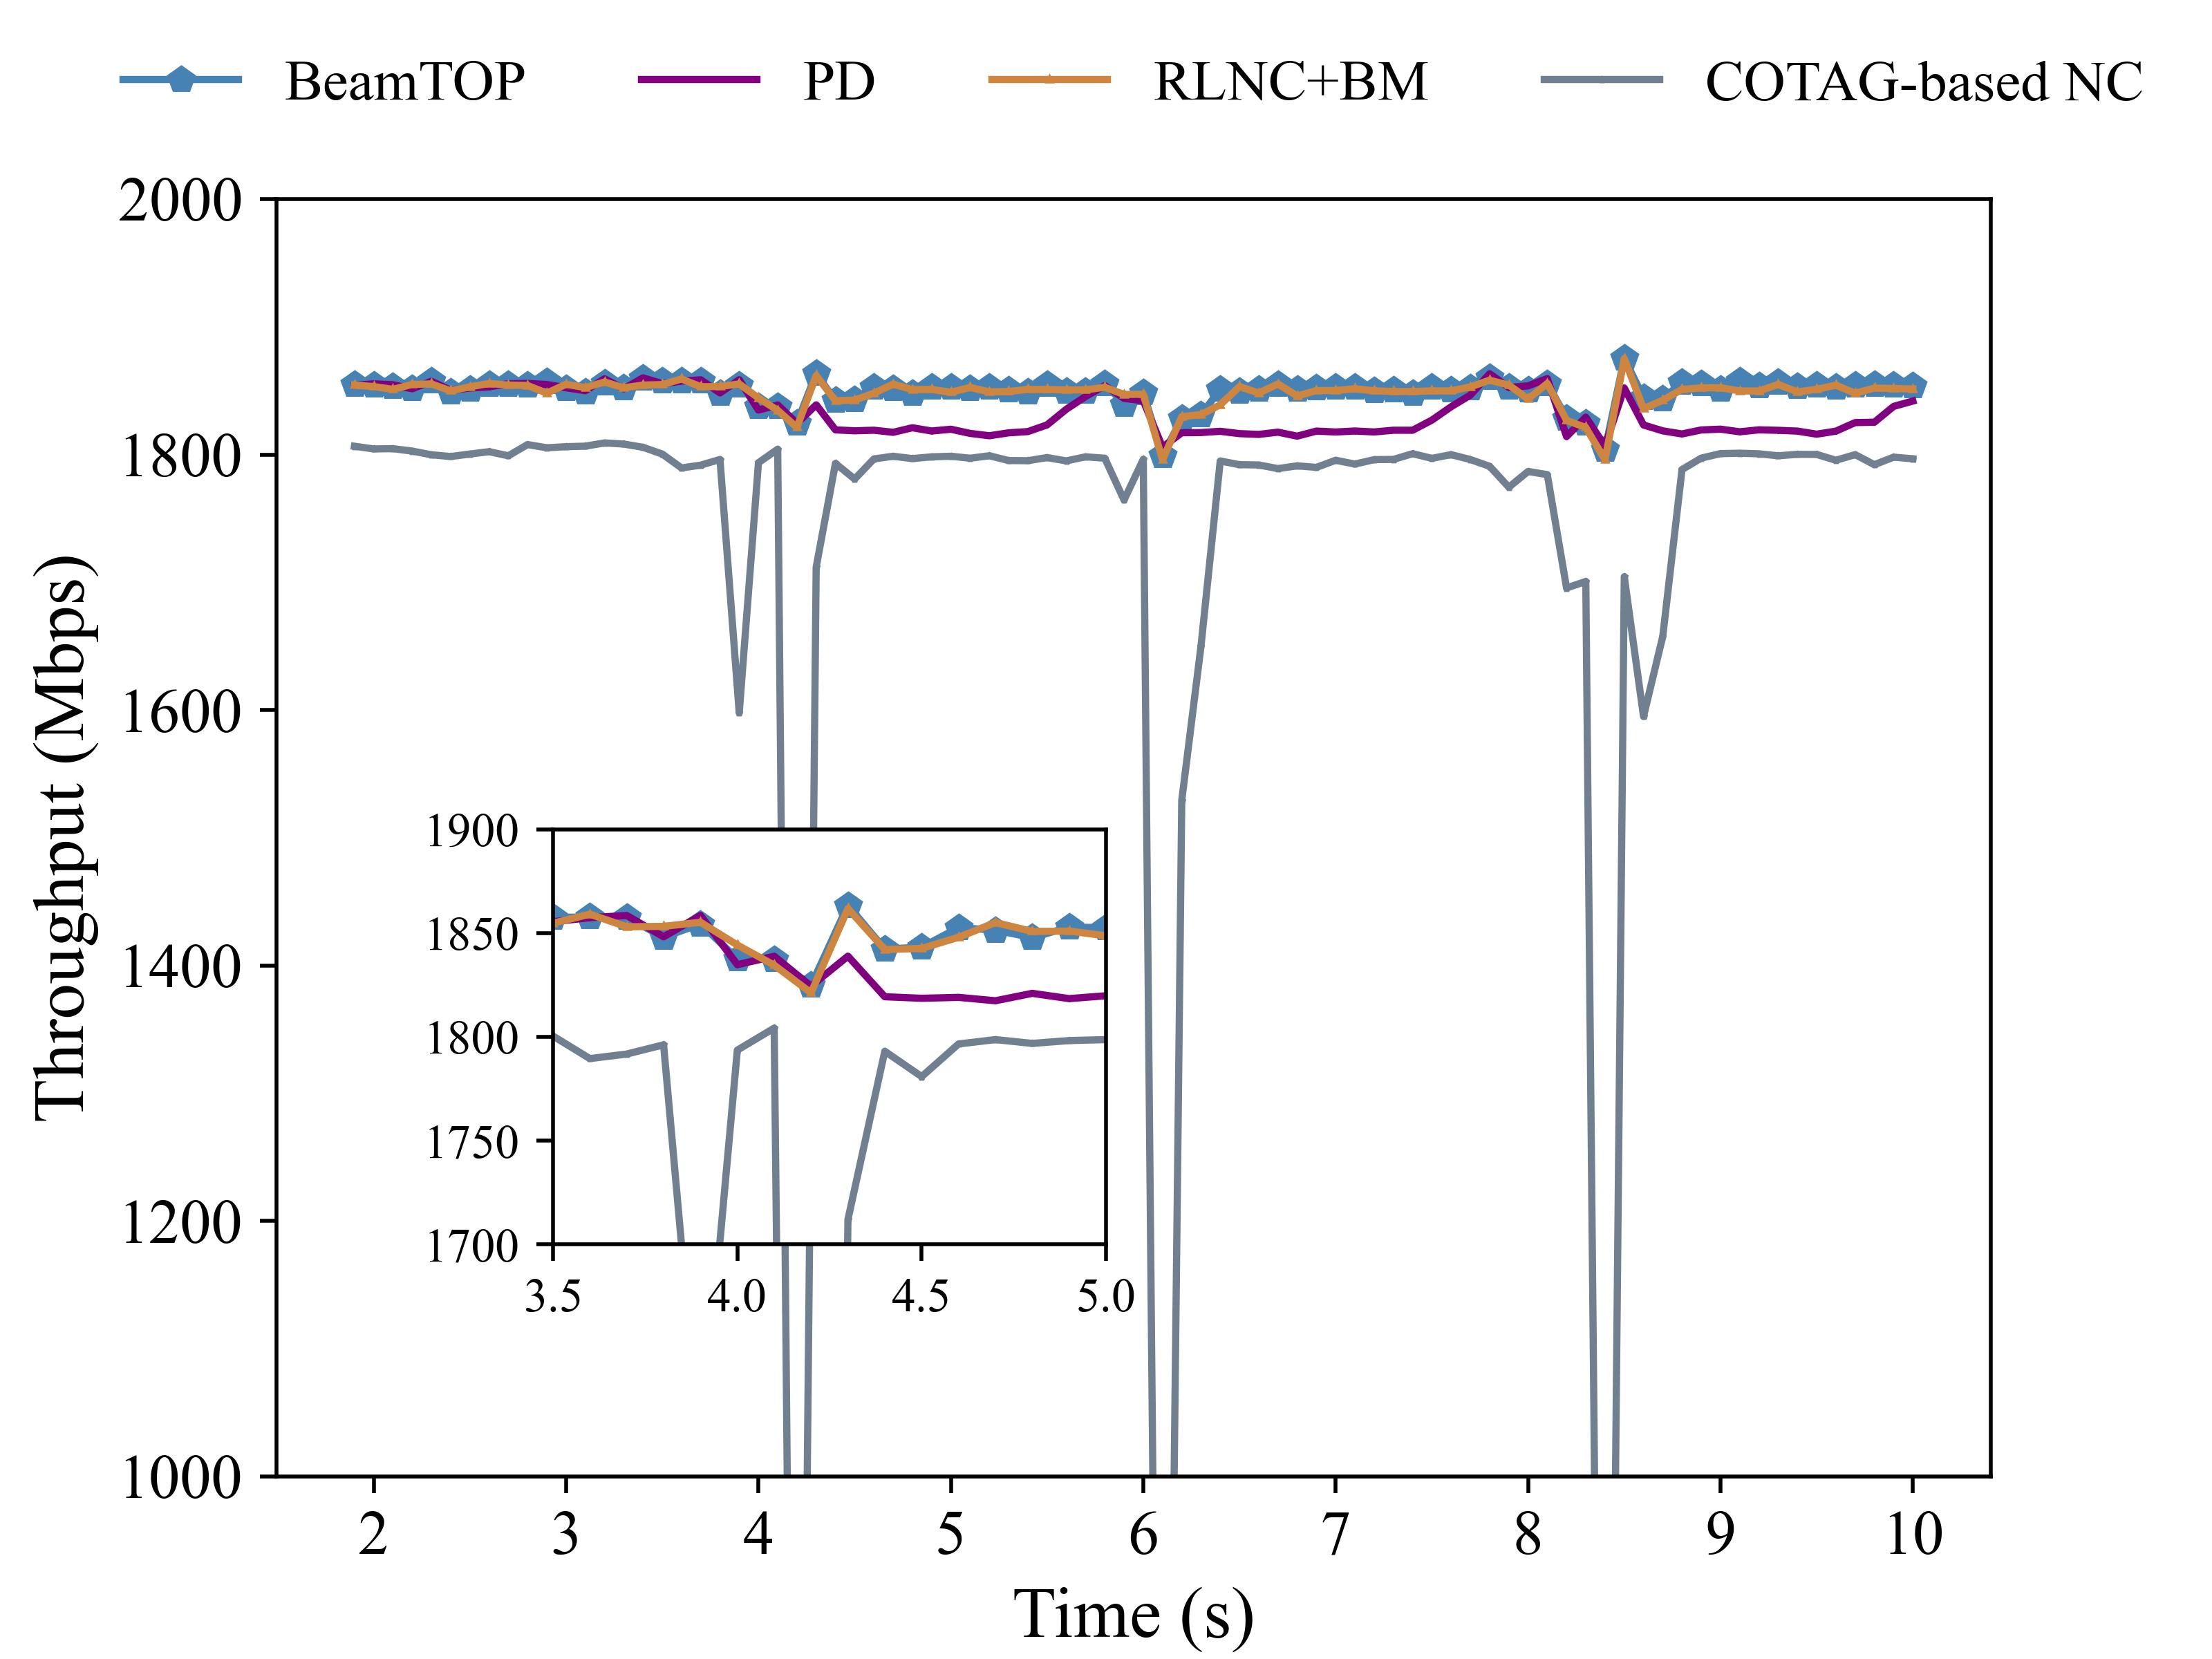 BeamTOP PD RLNC+BM COTAG-based NC
2000
1800
1600
1400
1200
1000
Throughput (Mbps)
1900
1850
1800
1750
1700
3.5 4.0 4.5 5.0
2 3 4 5 6 7 8 9 10
Time (s)